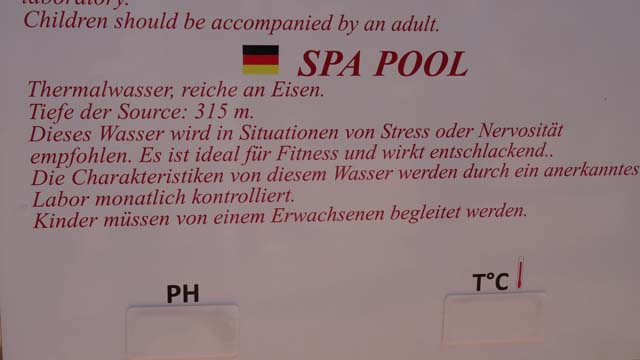 laboratory.
Children should be accompanied by an adult.
SPA POOL
Thermalwasser, reiche an Eisen.
Tiefe der Source: 315 m.
Dieses Wasser wird in Situationen von Stress oder Nervosität
empfohlen. Es ist ideal für Fitness und wirkt entschlackend..
Die Charakteristiken von diesem Wasser werden durch ein anerkanntes
Labor monatlich kontrolliert.
Kinder müssen von einem Erwachsenen begleitet werden.
PH
T°C